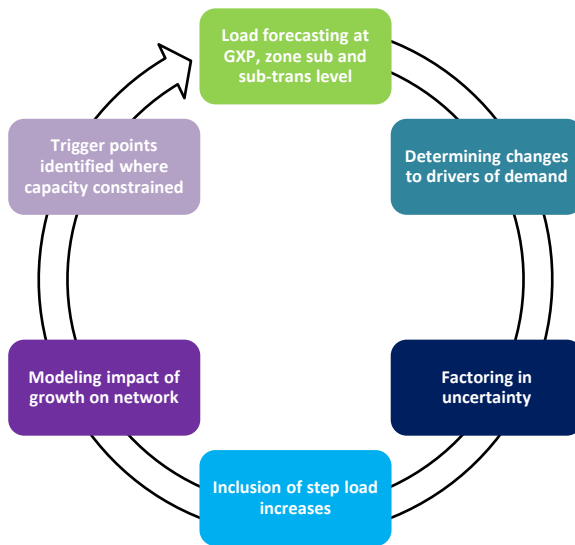 Load forecasting at
GXP, zone sub and
sub-trans level
Determining changes
to drivers of demand
Factoring in
uncertainty
Inclusion of step load
increases
Modeling impact of
growth on network
Trigger points
identified where
capacity constrained